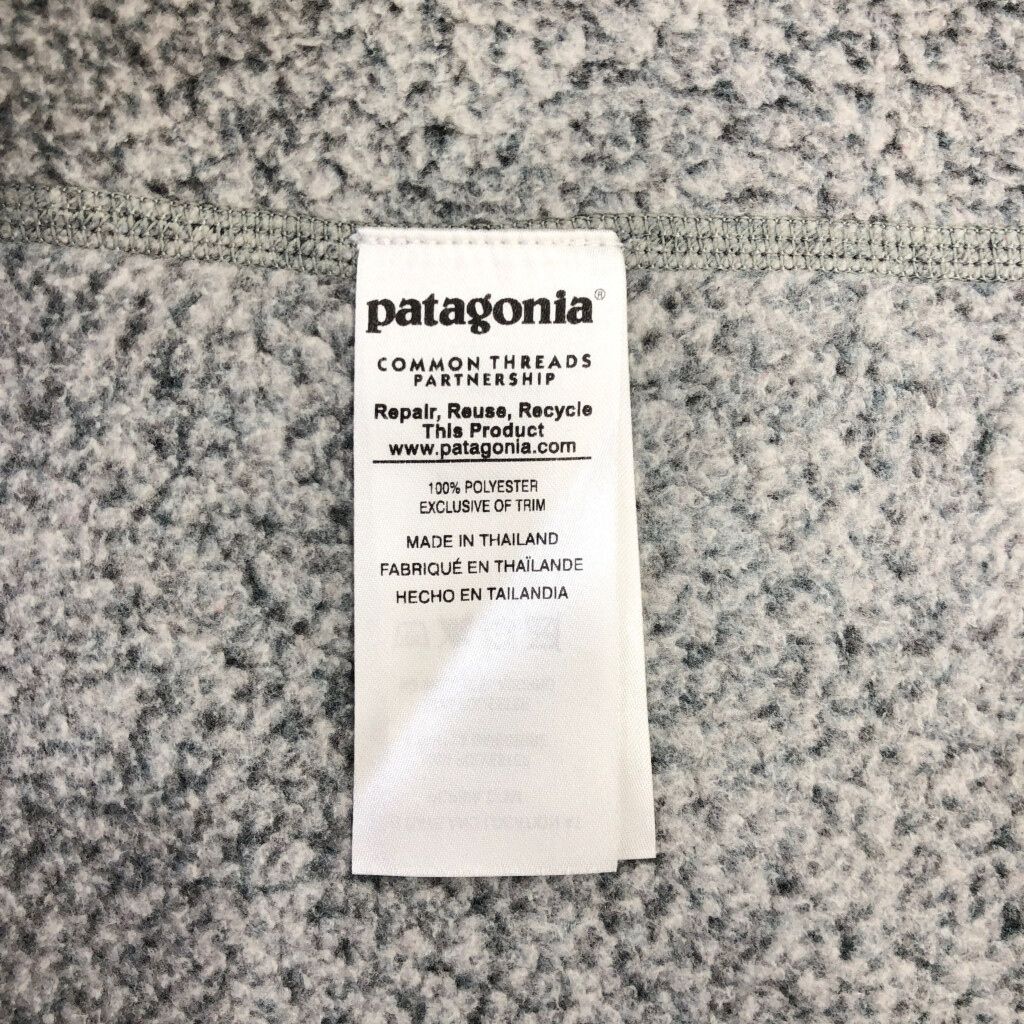 patagonia®
COMMON THREADS
PARTNERSHIP
Repair, Reuse, Recycle
This Product
www.patagonia.com
100% POLYESTER
EXCLUSIVE OF TRIM
MADE IN THAILAND
FABRIQUÉ EN THAÏLANDE
HECHO EN TAILANDIA